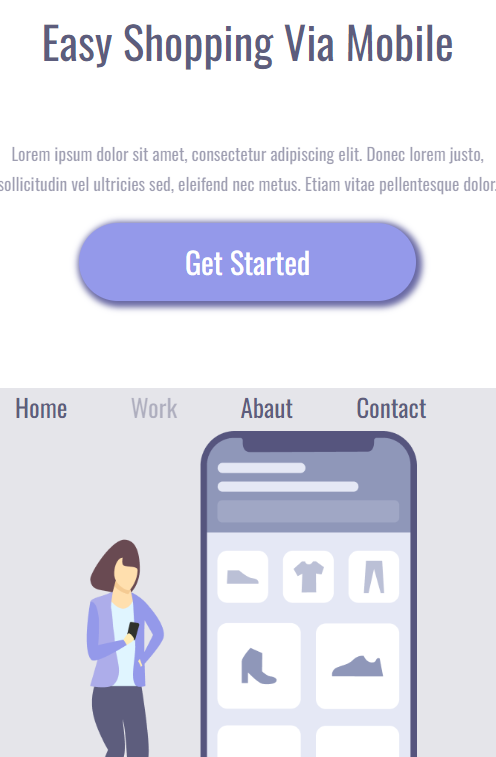 Easy Shopping Via Mobile
Lorem ipsum dolor sit amet, consectetur adipiscing elit. Donec lorem justo,
sollicitudin vel ultricies sed, eleifend nec metus. Etiam vitae pellentesque dolor.
Get Started
Home Work Abaut Contact